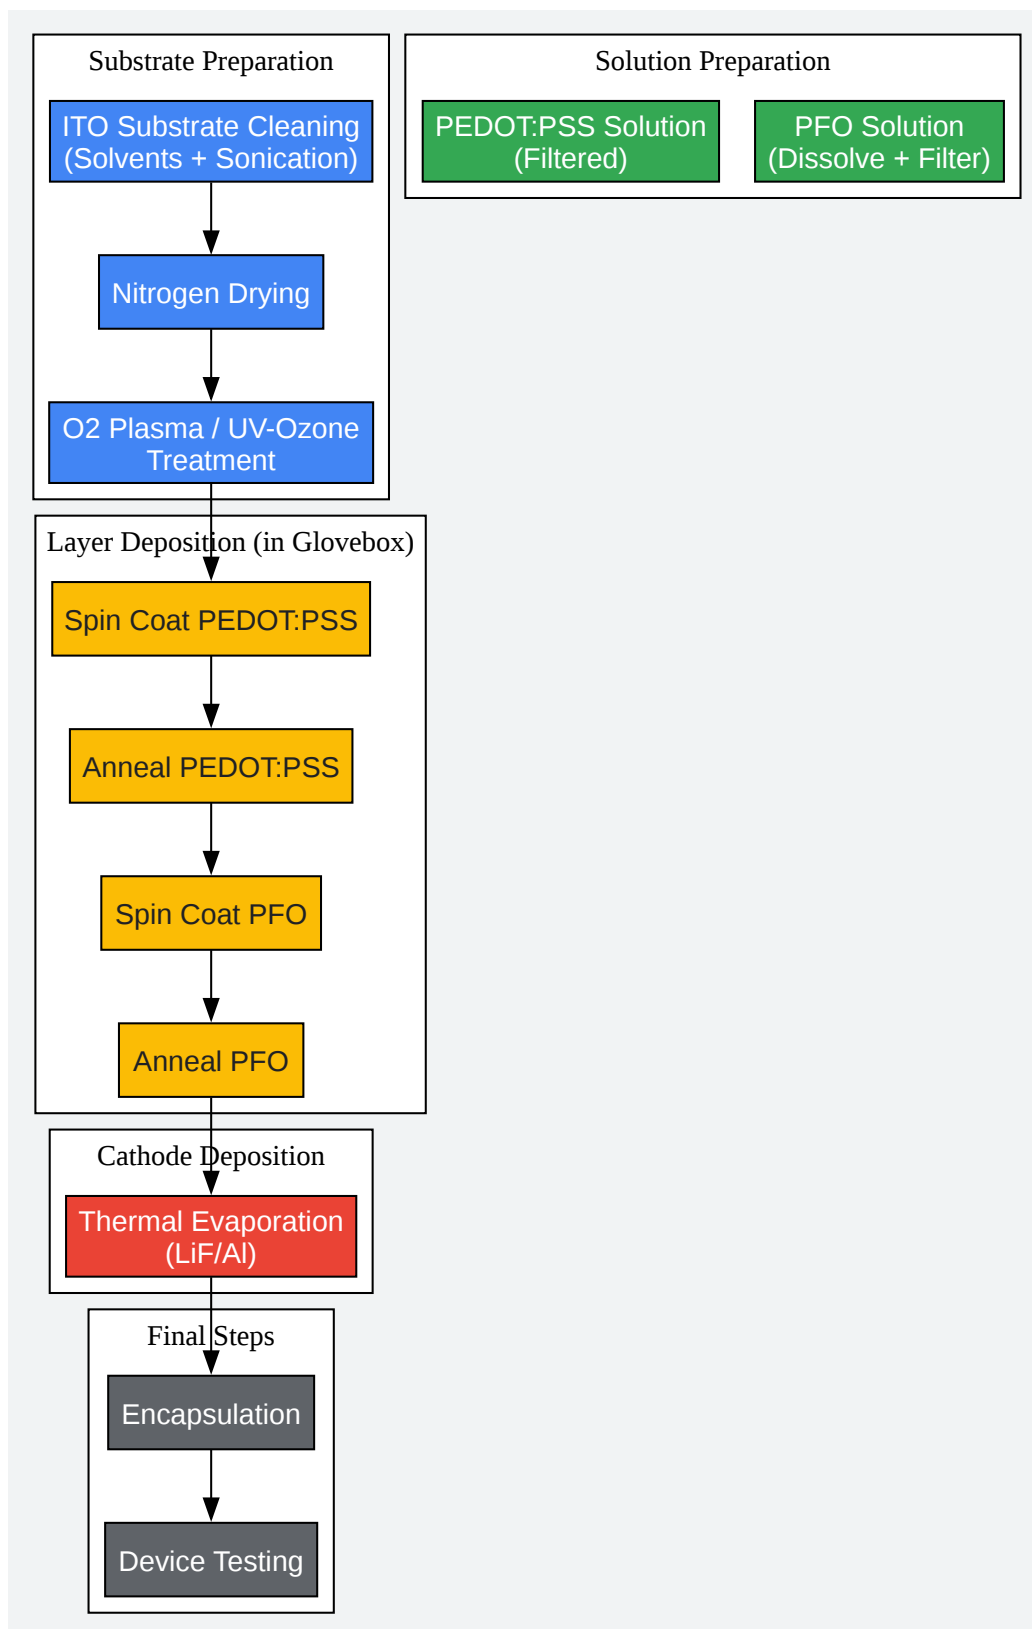 Substrate Preparation
ITO Substrate Cleaning
(Solvents + Sonication)
Nitrogen Drying
O2 Plasma / UV-Ozone
Treatment
Solution Preparation
PEDOT:PSS Solution
(Filtered)
PFO Solution
(Dissolve + Filter)
Layer Deposition (in Glovebox)
Spin Coat PEDOT:PSS
Anneal PEDOT:PSS
Spin Coat PFO
Anneal PFO
Cathode Deposition
Thermal Evaporation
(LiF/Al)
Final Steps
Encapsulation
Device Testing